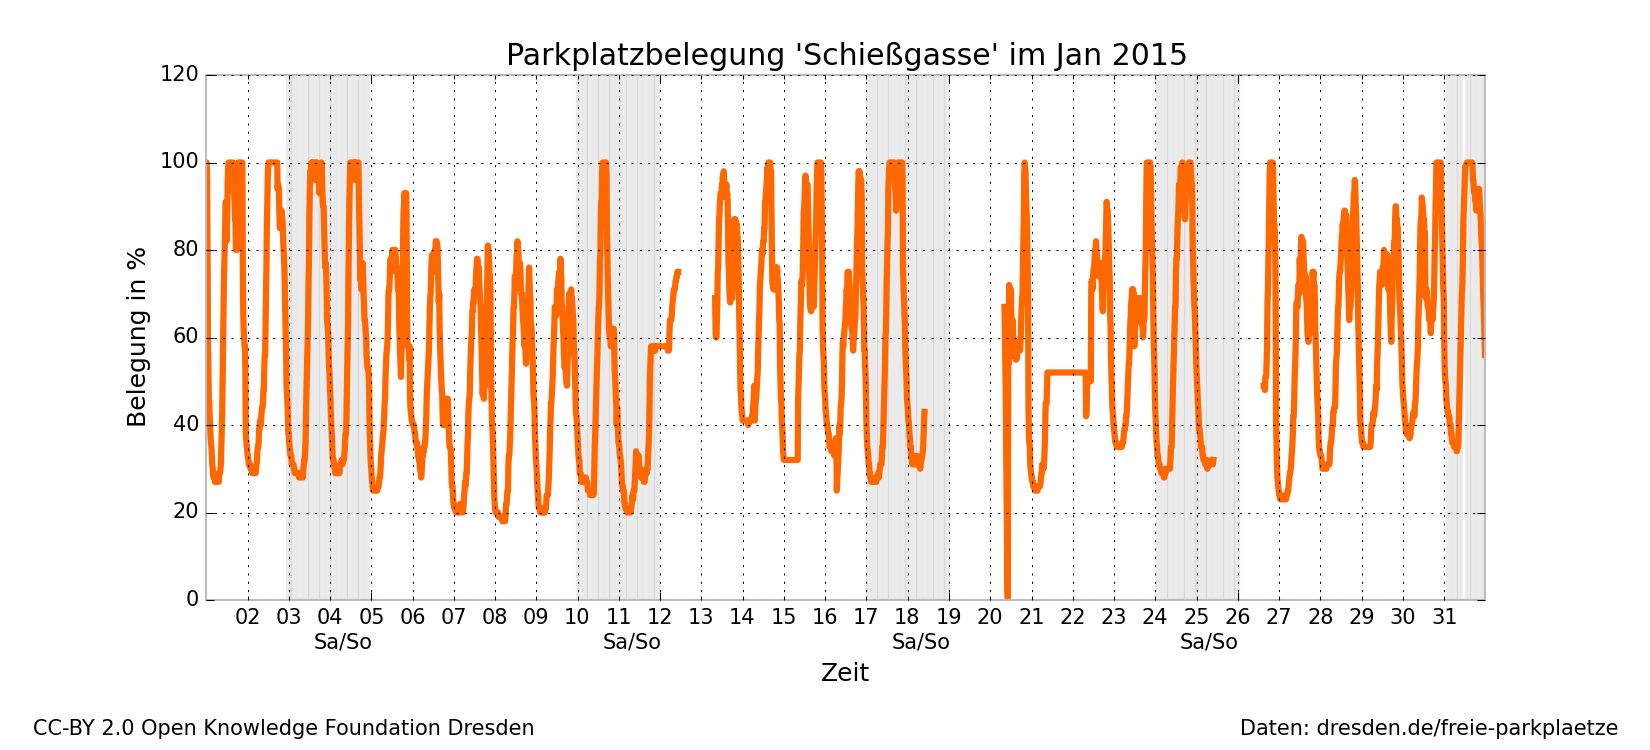 Parkplatzbelegung 'Schießgasse' im Jan 2015
120
100
80
60
40
20
0
Belegung in %
02 03 04 05 06 07 08 09 10 11 12 13 14 15 16 17 18 19 20 21 22 23 24 25 26 27 28 29 30 31
Sa/So Sa/So Sa/So Sa/So
Zeit
CC-BY 2.0 Open Knowledge Foundation Dresden
Daten: dresden.de/freie-parkplaetze